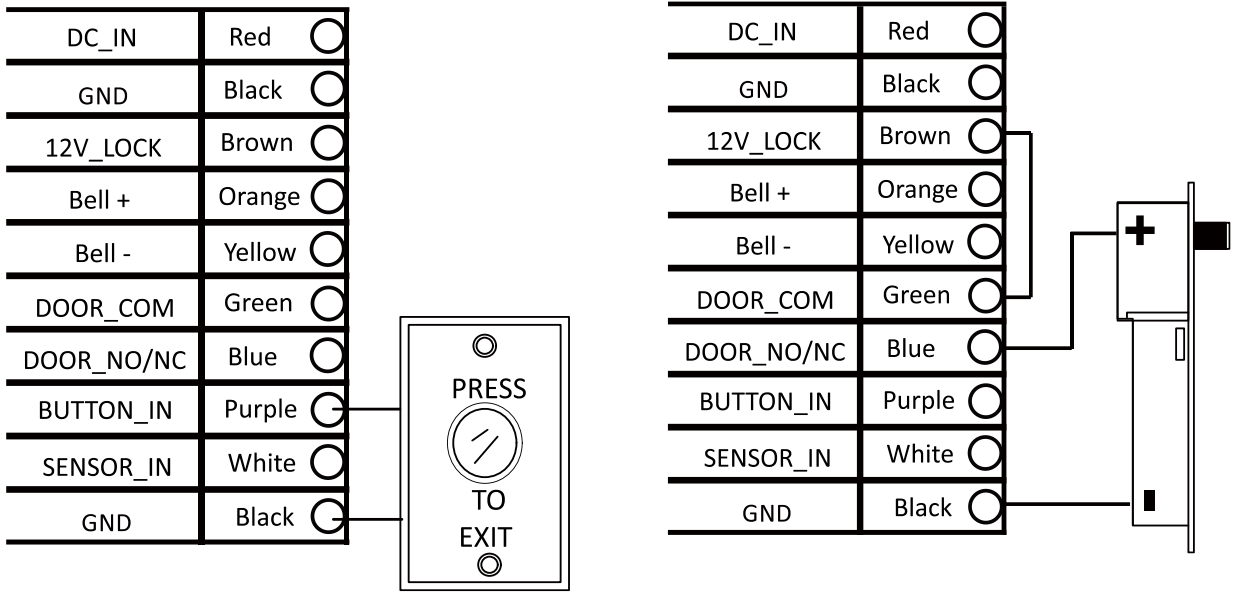 DC_IN Red
GND Black
12V_LOCK Brown
Bell + Orange
Bell - Yellow
DOOR_COM Green
DOOR_NO/NC Blue
BUTTON_IN Purple
SENSOR_IN White
GND Black
PRESS
TO
EXIT
DC_IN Red
GND Black
12V_LOCK Brown
Bell + Orange
Bell - Yellow
DOOR_COM Green
DOOR_NO/NC Blue
BUTTON_IN Purple
SENSOR_IN White
GND Black
+
-